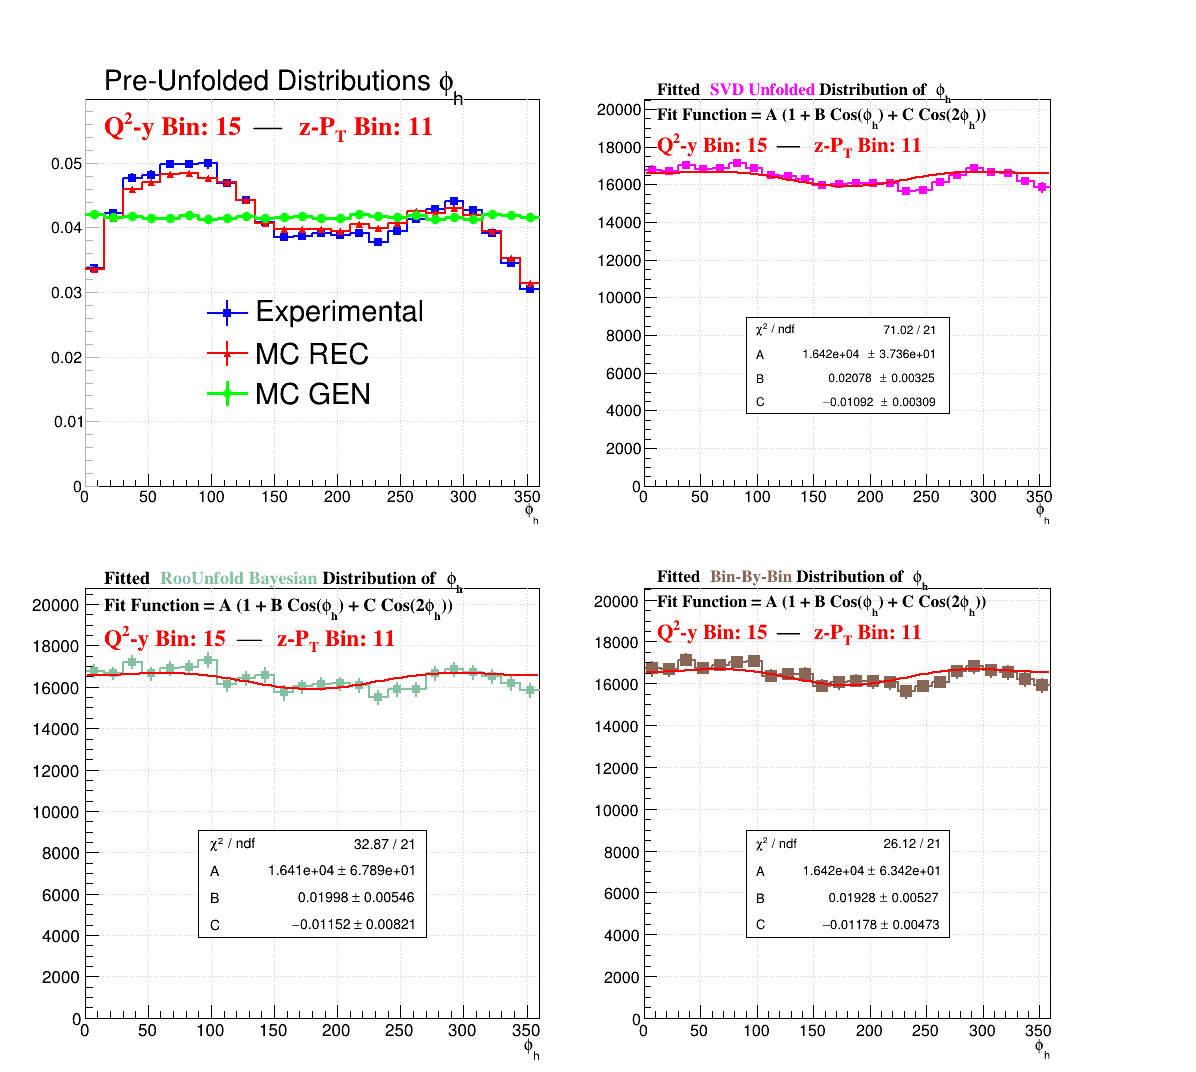 Pre-Unfolded Distributions ϕh
Q²-y Bin: 15 — z-PT Bin: 11
0.05
0.04
0.03
0.02
0.01
0
Experimental
MC REC
MC GEN
0 50 100 150 200 250 300 350
ϕh
Fitted SVD Unfolded Distribution of ϕh
Fit Function = A (1 + B Cos(ϕh) + C Cos(2ϕh))
Q²-y Bin: 15 — z-PT Bin: 11
20000
18000
16000
14000
12000
10000
8000
6000
4000
2000
0
χ² / ndf 71.02 / 21
A 1.642e+04 ± 3.736e+01
B 0.02078 ± 0.00325
C −0.01092 ± 0.00309
0 50 100 150 200 250 300 350
ϕh
Fitted RooUnfold Bayesian Distribution of ϕh
Fit Function = A (1 + B Cos(ϕh) + C Cos(2ϕh))
Q²-y Bin: 15 — z-PT Bin: 11
20000
18000
16000
14000
12000
10000
8000
6000
4000
2000
0
χ² / ndf 32.87 / 21
A 1.641e+04 ± 6.789e+01
B 0.01998 ± 0.00546
C −0.01152 ± 0.00821
0 50 100 150 200 250 300 350
ϕh
Fitted Bin-By-Bin Distribution of ϕh
Fit Function = A (1 + B Cos(ϕh) + C Cos(2ϕh))
Q²-y Bin: 15 — z-PT Bin: 11
20000
18000
16000
14000
12000
10000
8000
6000
4000
2000
0
χ² / ndf 26.12 / 21
A 1.642e+04 ± 6.342e+01
B 0.01928 ± 0.00527
C −0.01178 ± 0.00473
0 50 100 150 200 250 300 350
ϕh